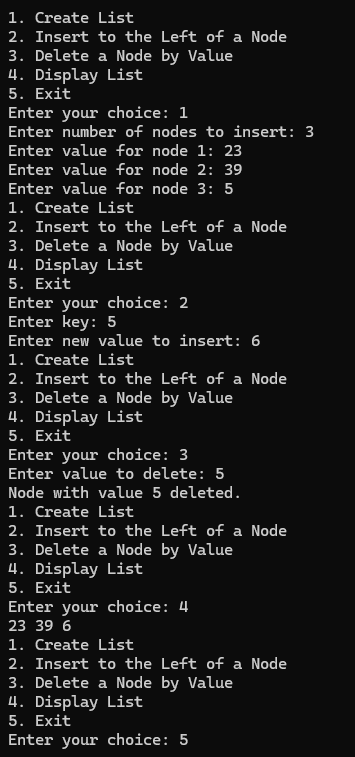 1. Create List
2. Insert to the Left of a Node
3. Delete a Node by Value
4. Display List
5. Exit
Enter your choice: 1
Enter number of nodes to insert: 3
Enter value for node 1: 23
Enter value for node 2: 39
Enter value for node 3: 5
1. Create List
2. Insert to the Left of a Node
3. Delete a Node by Value
4. Display List
5. Exit
Enter your choice: 2
Enter key: 5
Enter new value to insert: 6
1. Create List
2. Insert to the Left of a Node
3. Delete a Node by Value
4. Display List
5. Exit
Enter your choice: 3
Enter value to delete: 5
Node with value 5 deleted.
1. Create List
2. Insert to the Left of a Node
3. Delete a Node by Value
4. Display List
5. Exit
Enter your choice: 4
23 39 6
1. Create List
2. Insert to the Left of a Node
3. Delete a Node by Value
4. Display List
5. Exit
Enter your choice: 5